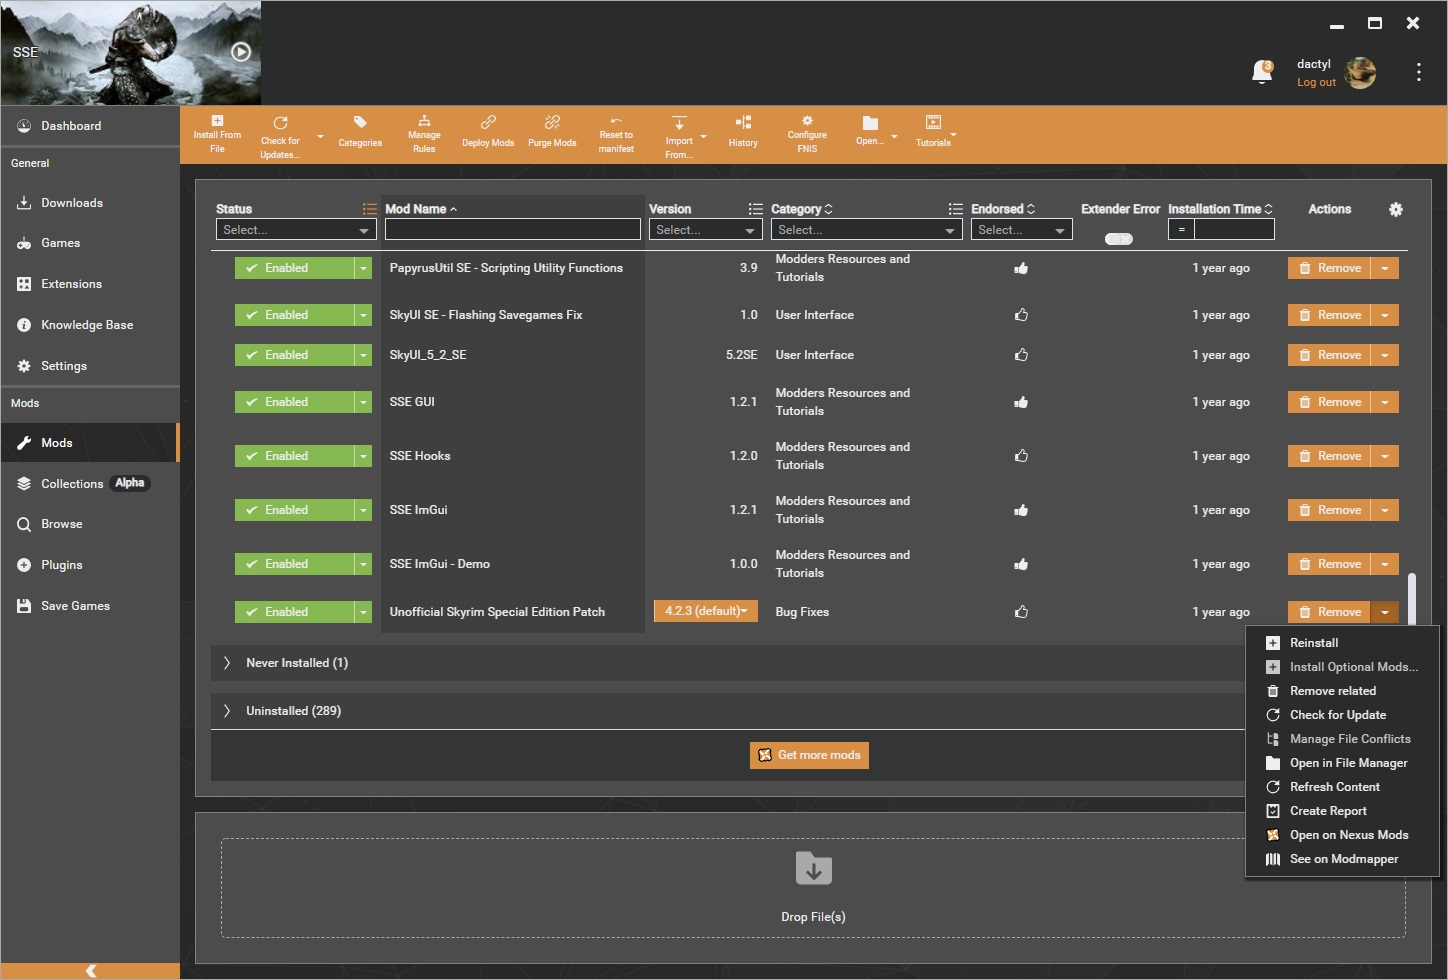 SSE
3
dactyl
Log out
Dashboard
General
Downloads
Games
Extensions
Knowledge Base
Settings
Mods
Mods
Collections Alpha
Browse
Plugins
Save Games
Install From
File
Check for
Updates...
Categories
Manage
Rules
Deploy Mods
Purge Mods
Reset to
manifest
Import
From...
History
Configure
FNIS
Open...
Tutorials
Status Mod Name Version Category Endorsed Extender Error Installation Time Actions
Select... Select... Select... Select... =
Enabled PapyrusUtil SE - Scripting Utility Functions 3.9 Modders Resources and
Tutorials 1 year ago Remove
Enabled SkyUI SE - Flashing Savegames Fix 1.0 User Interface 1 year ago Remove
Enabled SkyUI_5_2_SE 5.2SE User Interface 1 year ago Remove
Enabled SSE GUI 1.2.1 Modders Resources and
Tutorials 1 year ago Remove
Enabled SSE Hooks 1.2.0 Modders Resources and
Tutorials 1 year ago Remove
Enabled SSE ImGui 1.2.1 Modders Resources and
Tutorials 1 year ago Remove
Enabled SSE ImGui - Demo 1.0.0 Modders Resources and
Tutorials 1 year ago Remove
Enabled Unofficial Skyrim Special Edition Patch 4.2.3 (default) Bug Fixes 1 year ago Remove
Never Installed (1)
Uninstalled (289)
Get more mods
Reinstall
Install Optional Mods...
Remove related
Check for Update
Manage File Conflicts
Open in File Manager
Refresh Content
Create Report
Open on Nexus Mods
See on Modmapper
Drop File(s)